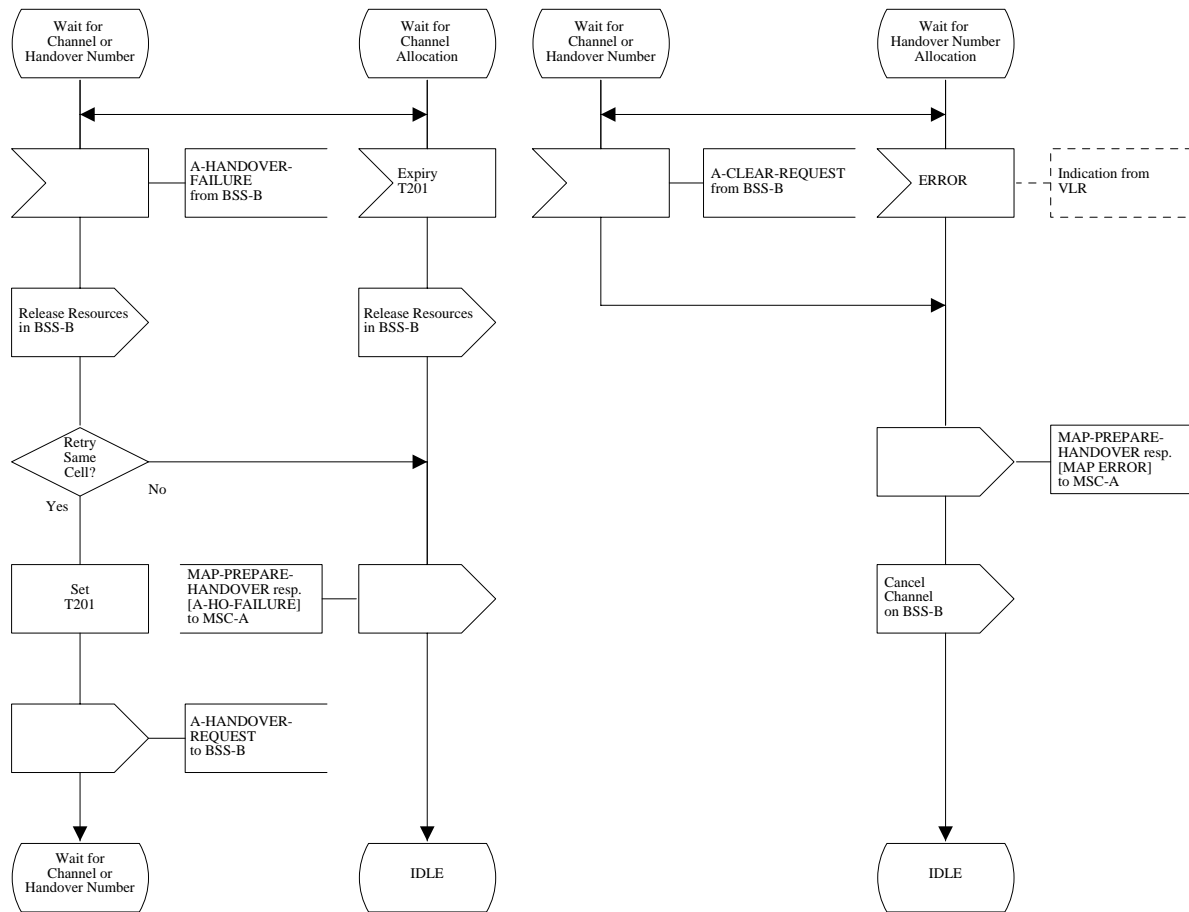 Wait for
Channel or
Handover Number
Wait for
Channel
Allocation
Wait for
Channel or
Handover Number
Wait for
Handover Number
Allocation
A-HANDOVER-
FAILURE
from BSS-B
Expiry
T201
A-CLEAR-REQUEST
from BSS-B
ERROR
Indication from
VLR
Release Resources
in BSS-B
Release Resources
in BSS-B
Retry
Same
Cell?
No
Yes
MAP-PREPARE-
HANDOVER resp.
[MAP ERROR]
to MSC-A
Set
T201
MAP-PREPARE-
HANDOVER resp.
[A-HO-FAILURE]
to MSC-A
Cancel
Channel
on BSS-B
A-HANDOVER-
REQUEST
to BSS-B
Wait for
Channel or
Handover Number
IDLE
IDLE